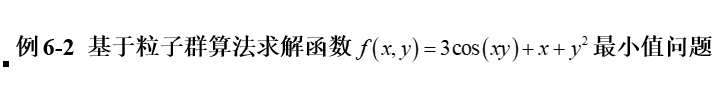 例6-2 基于粒子群算法求解函数 f(x, y) = 3cos(xy) + x + y² 最小值问题